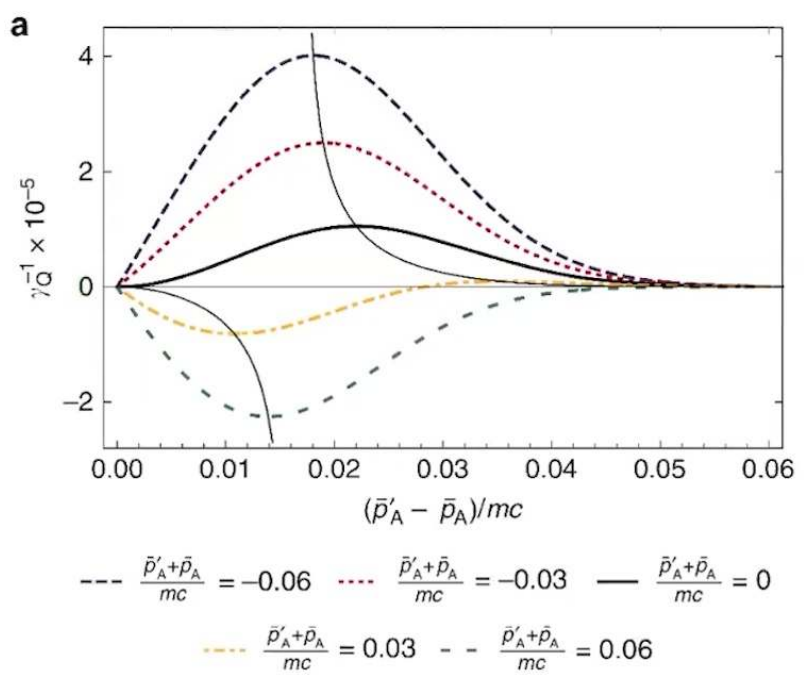 a
4
2
0
−2
γ_Q^{-1} × 10^{-5}
0.00 0.01 0.02 0.03 0.04 0.05 0.06
(p̄′_A − p̄_A)/mc
(p̄′_A+p̄_A)/mc = −0.06 (p̄′_A+p̄_A)/mc = −0.03 (p̄′_A+p̄_A)/mc = 0
(p̄′_A+p̄_A)/mc = 0.03 (p̄′_A+p̄_A)/mc = 0.06